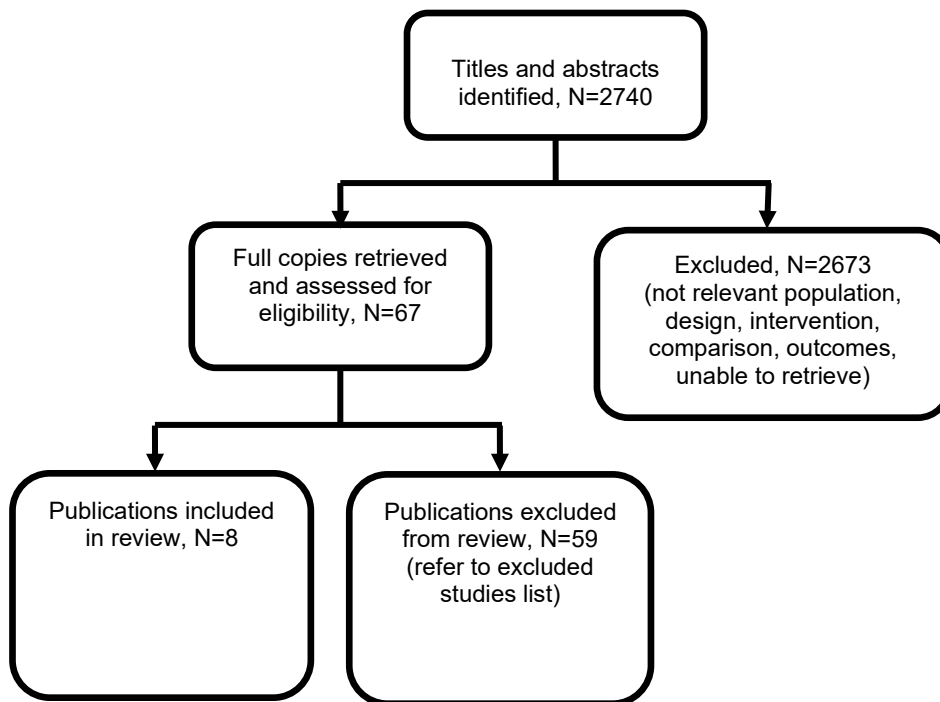 Titles and abstracts
identified, N=2740
Full copies retrieved
and assessed for
eligibility, N=67
Excluded, N=2673
(not relevant population,
design, intervention,
comparison, outcomes,
unable to retrieve)
Publications included
in review, N=8
Publications excluded
from review, N=59
(refer to excluded
studies list)